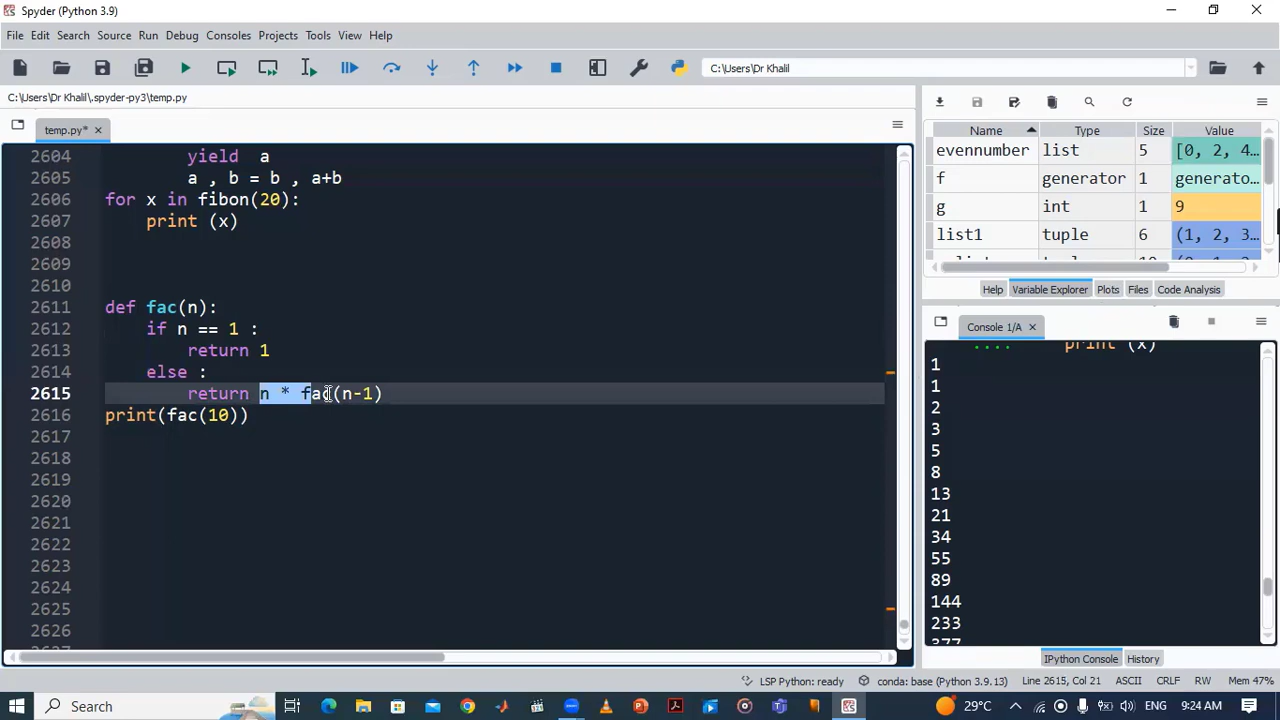 Spyder (Python 3.9)
File Edit Search Source Run Debug Consoles Projects Tools View Help
C:\Users\Dr Khalil
C:\Users\Dr Khalil\.spyder-py3\temp.py
temp.py*
2604 yield a
2605 a , b = b , a+b
2606 for x in fibon(20):
2607 print (x)
2608
2609
2610
2611 def fac(n):
2612 if n == 1 :
2613 return 1
2614 else :
2615 return n * fac(n-1)
2616 print(fac(10))
2617
2618
2619
2620
2621
2622
2623
2624
2625
2626
Name Type Size Value
evennumber list 5 [0, 2, 4…
f generator 1 generato…
g int 1 9
list1 tuple 6 (1, 2, 3…
Help Variable Explorer Plots Files Code Analysis
Console 1/A
....: print (x)
1
1
2
3
5
8
13
21
34
55
89
144
233
377
IPython Console History
LSP Python: ready conda: base (Python 3.9.13) Line 2615, Col 21 ASCII CRLF RW Mem 47%
Search 29°C ENG 9:24 AM